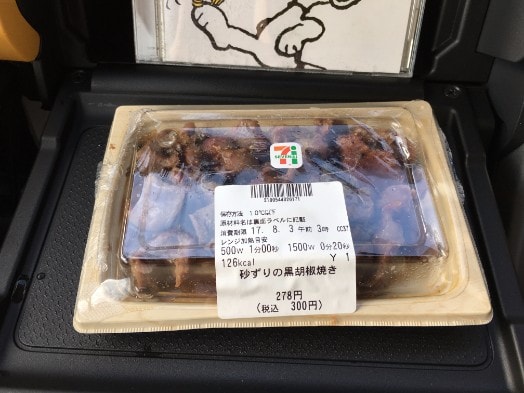 7
ELEVEn
保存方法 10℃以下
原材料名は裏面ラベルに記載
消費期限 17. 8. 3 午前 3時 CC37
レンジ加熱目安
500W 1分00秒 1500W 0分20秒
126kcal Y 1
砂ずりの黒胡椒焼き
278円
(税込 300円)